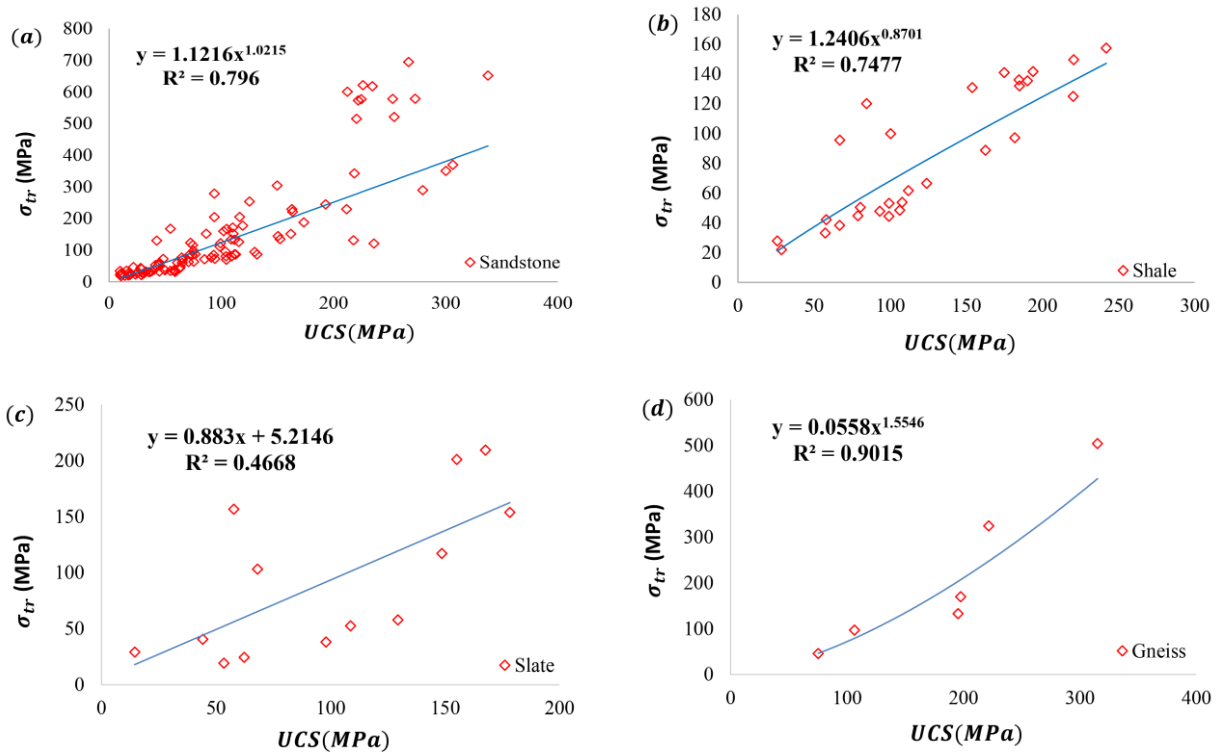 (a)
y = 1.1216x^1.0215
R² = 0.796
800
700
600
500
400
300
200
100
0
σtr (MPa)
0
100
200
300
400
UCS(MPa)
Sandstone
(b)
y = 1.2406x^0.8701
R² = 0.7477
180
160
140
120
100
80
60
40
20
0
σtr (MPa)
0
50
100
150
200
250
300
UCS(MPa)
Shale
(c)
y = 0.883x + 5.2146
R² = 0.4668
250
200
150
100
50
0
σtr (MPa)
0
50
100
150
200
UCS(MPa)
Slate
(d)
y = 0.0558x^1.5546
R² = 0.9015
600
500
400
300
200
100
0
σtr (MPa)
0
100
200
300
400
UCS(MPa)
Gneiss